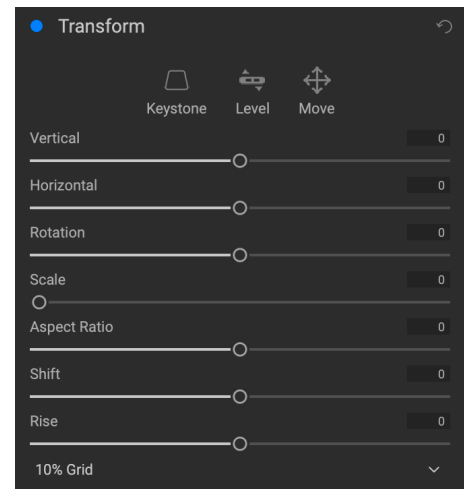 Transform
Keystone Level Move
Vertical 0
Horizontal 0
Rotation 0
Scale 0
Aspect Ratio 0
Shift 0
Rise 0
10% Grid